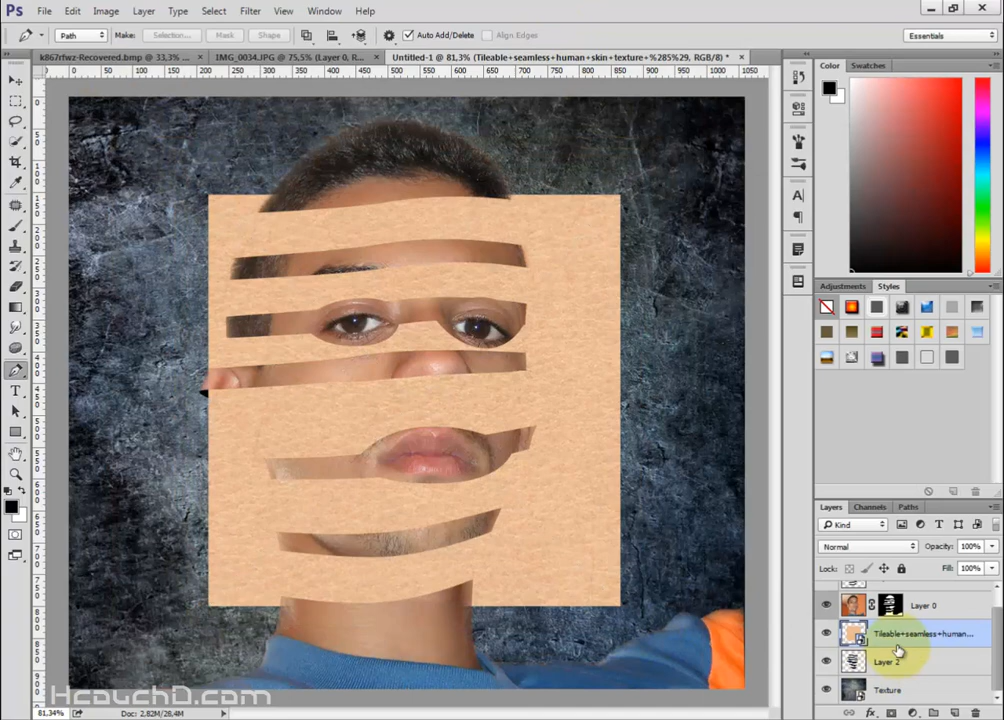 Ps File Edit Image Layer Type Select Filter View Window Help
Path Make: Selection... Mask Shape Auto Add/Delete Align Edges Essentials
k867rfwz-Recovered.bmp @ 33,3% ... × IMG_0034.JPG @ 75,5% (Layer 0, R... × Untitled-1 @ 81,3% (Tileable+seamless+human+skin+texture+%285%29, RGB/8) * ×
Color Swatches
Adjustments Styles
Layers Channels Paths
Kind
Normal Opacity: 100%
Lock: Fill: 100%
Layer 0
Tileable+seamless+human...
Layer 2
Texture
fx
HcouchD.com
81,34% Doc: 2,82M/28,4M